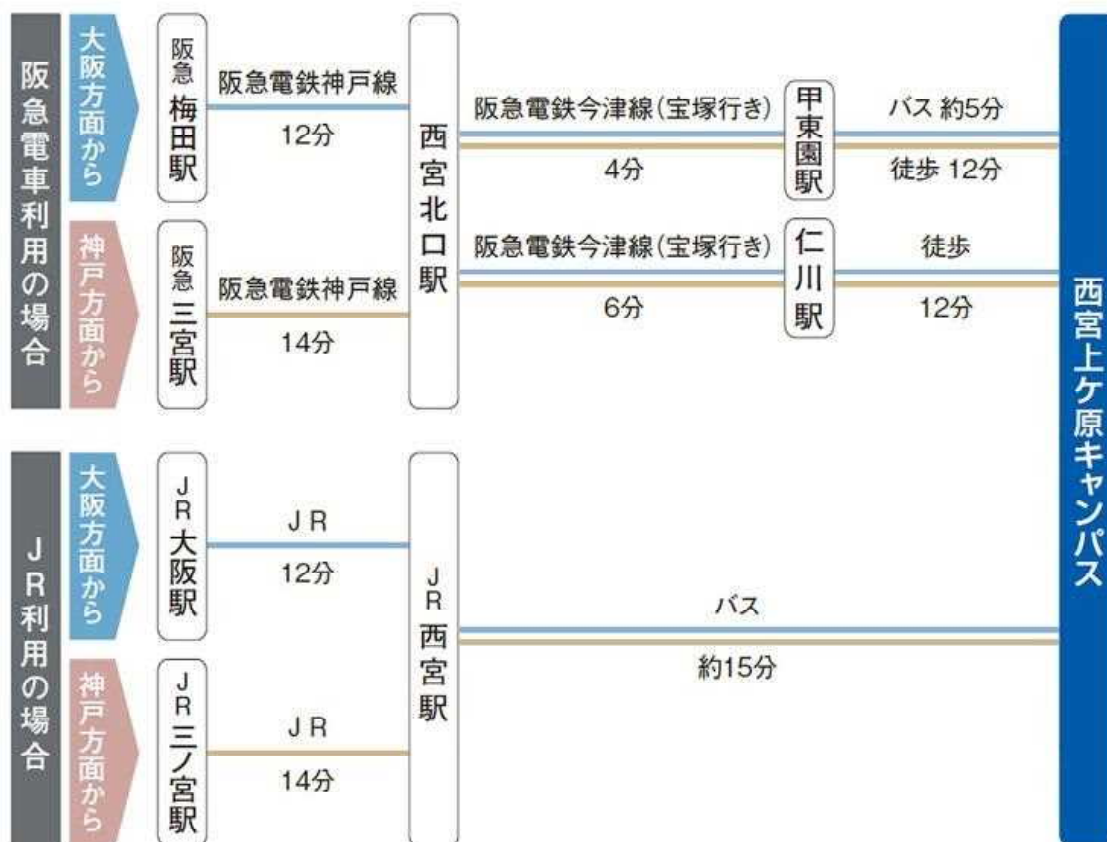 阪急電車利用の場合
大阪方面から
阪急 梅田駅
阪急電鉄神戸線
12分
神戸方面から
阪急 三宮駅
阪急電鉄神戸線
14分
西宮北口駅
阪急電鉄今津線(宝塚行き)
4分
甲東園駅
バス 約5分
徒歩 12分
阪急電鉄今津線(宝塚行き)
6分
仁川駅
徒歩
12分
JR利用の場合
大阪方面から
JR大阪駅
JR
12分
神戸方面から
JR三ノ宮駅
JR
14分
JR 西宮駅
バス
約15分
西宮上ケ原キャンパス